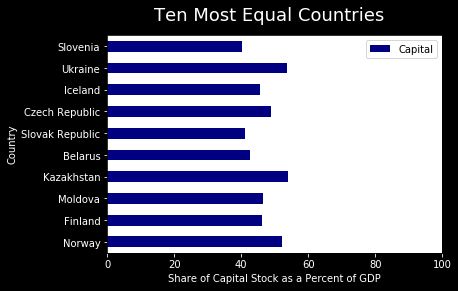 Ten Most Equal Countries
Capital
Slovenia
Ukraine
Iceland
Czech Republic
Slovak Republic
Belarus
Kazakhstan
Moldova
Finland
Norway
Country
0 20 40 60 80 100
Share of Capital Stock as a Percent of GDP